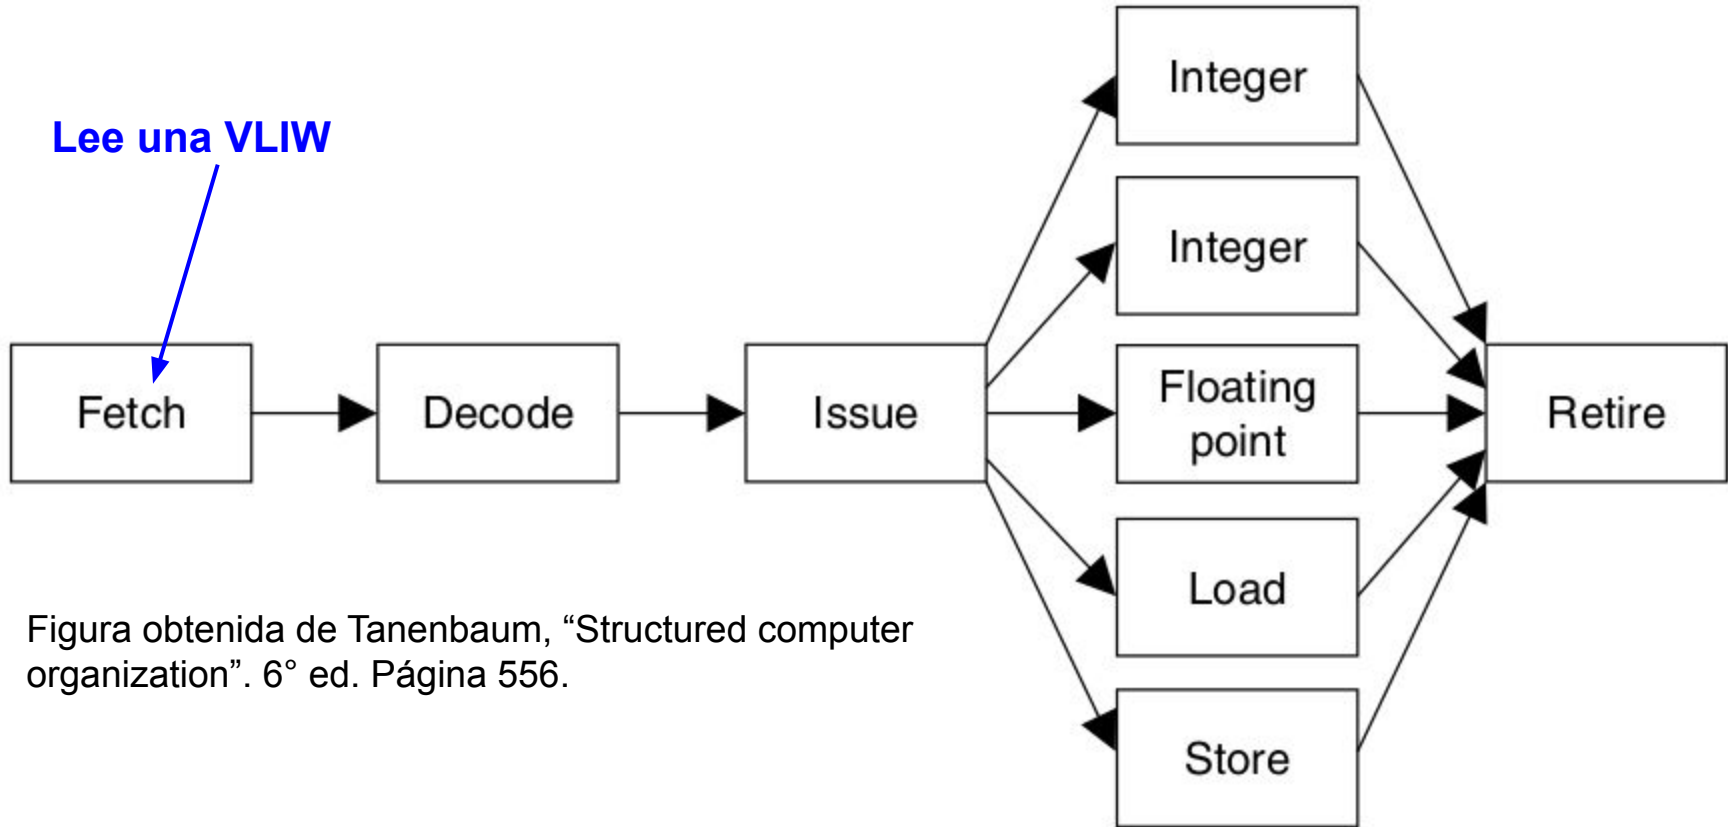 Lee una VLIW
Integer
Integer
Fetch
Decode
Issue
Floating
point
Retire
Load
Store
Figura obtenida de Tanenbaum, “Structured computer
organization”. 6° ed. Página 556.